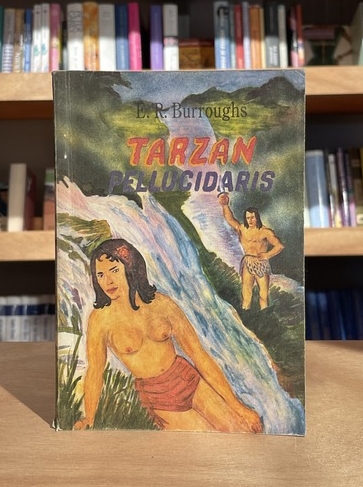 E. R. Burroughs
TARZAN
PELLUCIDARIS